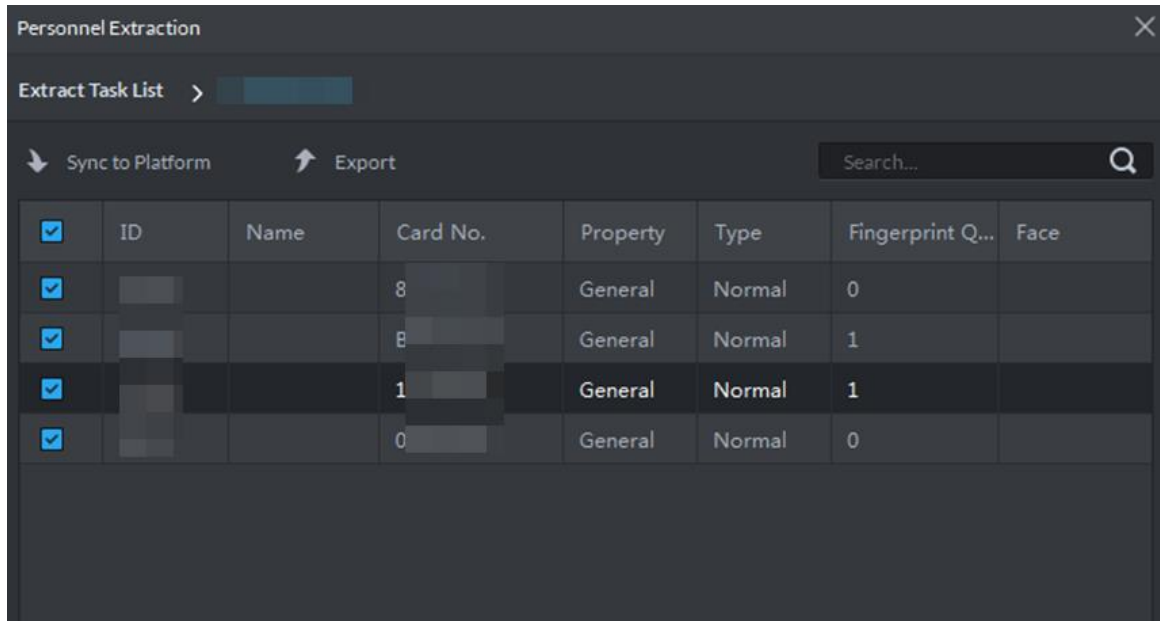 Personnel Extraction
Extract Task List >
Sync to Platform Export Search...
ID Name Card No. Property Type Fingerprint Q... Face
8 General Normal 0
B General Normal 1
1 General Normal 1
0 General Normal 0